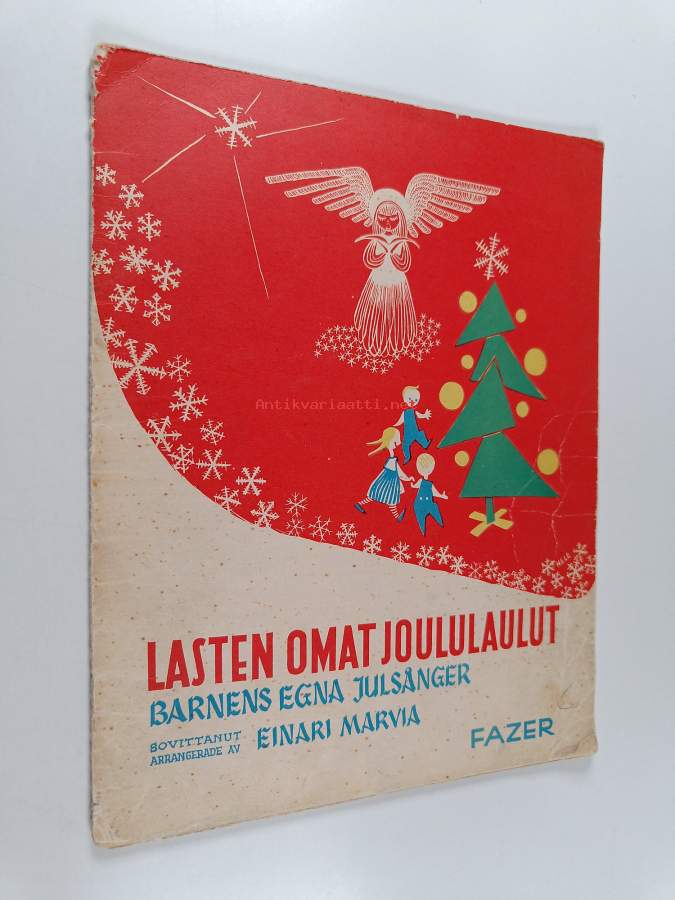 Antikvariaatti.net
LASTEN OMAT JOULULAULUT
BARNENS EGNA JULSÅNGER
SOVITTANUT
ARRANGERADE AV
EINARI MARVIA
FAZER